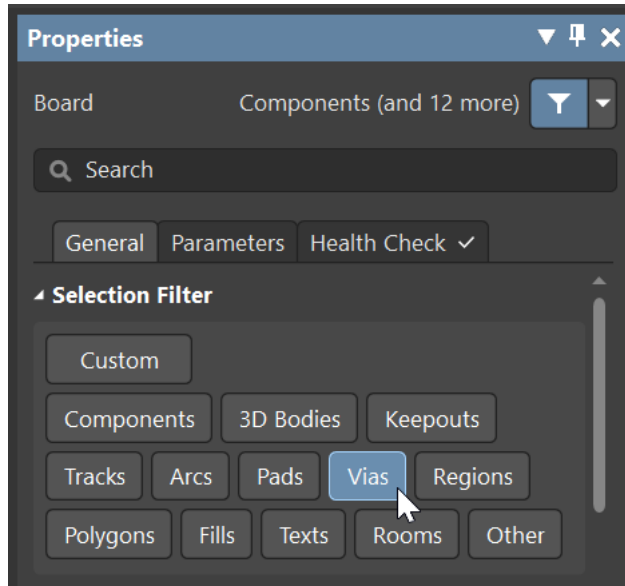 Properties
Board Components (and 12 more)
Search
General Parameters Health Check
Selection Filter
Custom
Components 3D Bodies Keepouts
Tracks Arcs Pads Vias Regions
Polygons Fills Texts Rooms Other